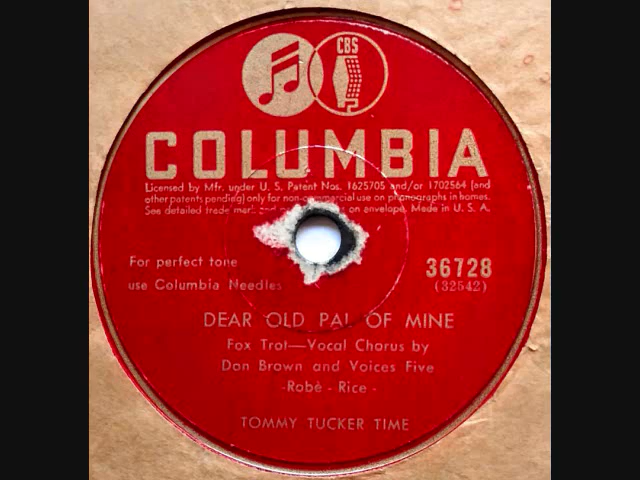 CBS
COLUMBIA
Licensed by Mfr. under U. S. Patent Nos. 1625705 and/or 1702564 (and
other patents pending) only for non-commercial use on phonographs in homes.
See detailed trade mark and on envelope. Made in U. S. A.
For perfect tone
use Columbia Needles
36728
(32542)
DEAR OLD PAL OF MINE
Fox Trot—Vocal Chorus by
Don Brown and Voices Five
-Robè - Rice -
TOMMY TUCKER TIME